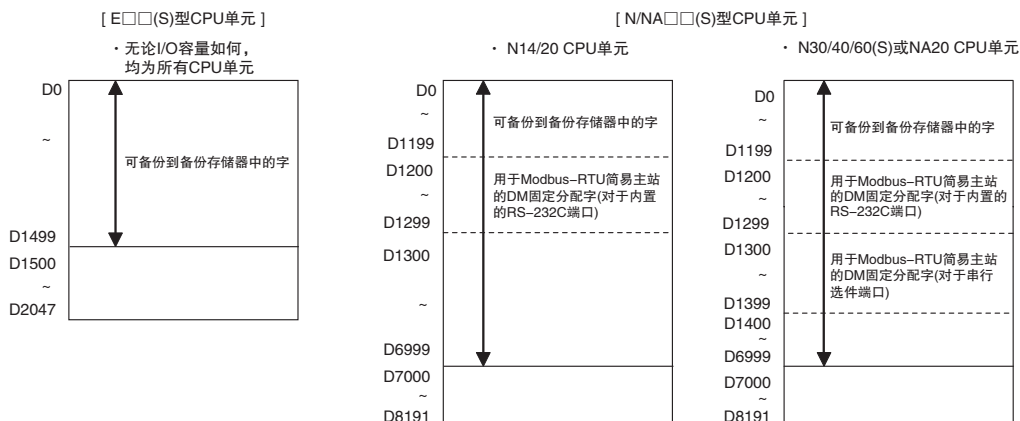 [ E□□(S)型CPU单元 ]
· 无论I/O容量如何,
均为所有CPU单元
D0
~
D1499
D1500
~
D2047
可备份到备份存储器中的字
[ N/NA□□(S)型CPU单元 ]
· N14/20 CPU单元
D0
~
D1199
D1200
~
D1299
D1300
~
D6999
D7000
~
D8191
可备份到备份存储器中的字
用于Modbus–RTU简易主站
的DM固定分配字(对于内置
的RS–232C端口)
· N30/40/60(S)或NA20 CPU单元
D0
~
D1199
D1200
~
D1299
D1300
~
D1399
D1400
~
D6999
D7000
~
D8191
可备份到备份存储器中的字
用于Modbus–RTU简易主站
的DM固定分配字(对于内置的
RS–232C端口)
用于Modbus–RTU简易主站
的DM固定分配字(对于串行
选件端口)